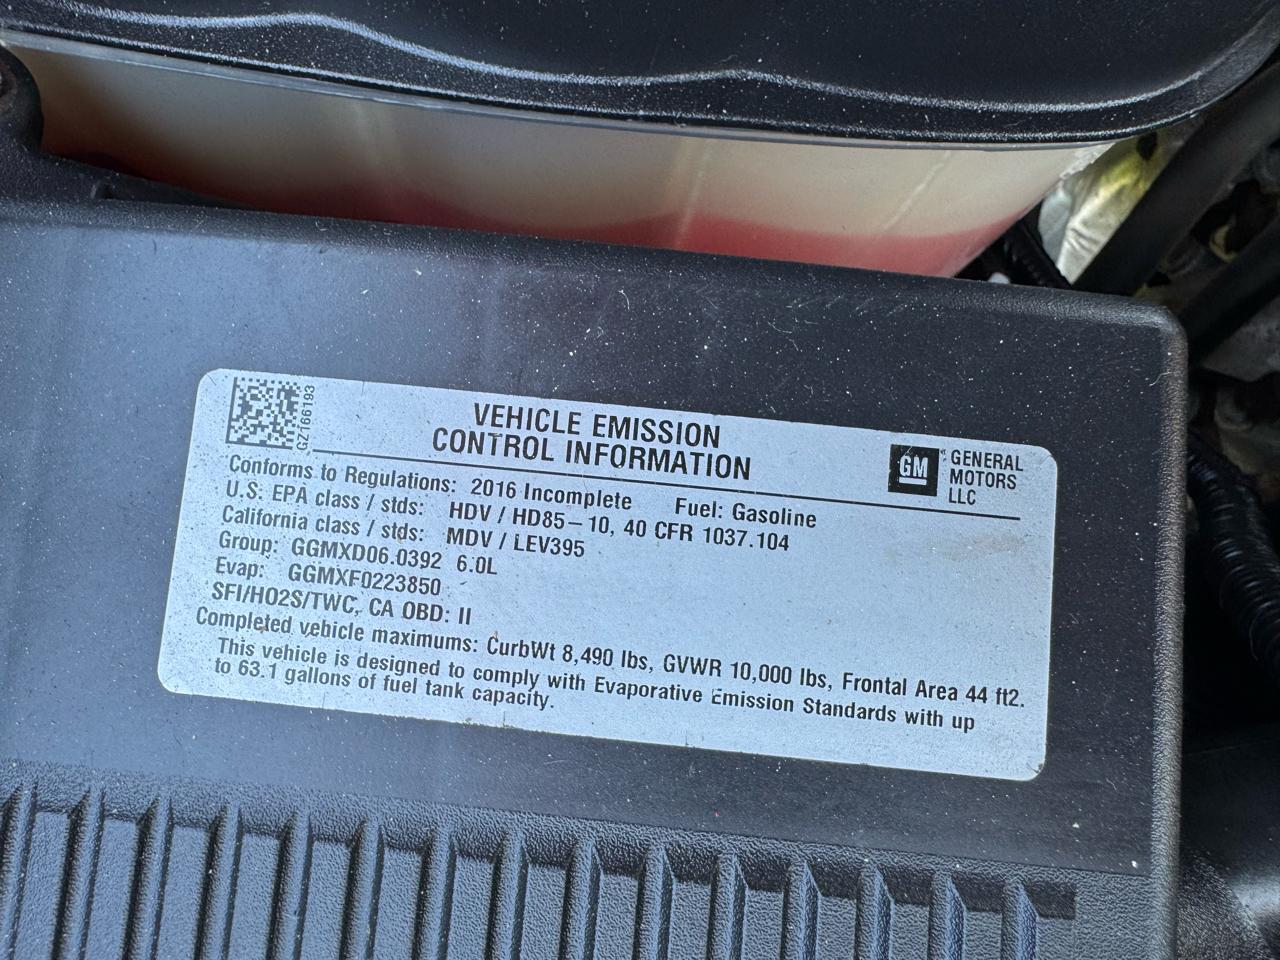 GZ166193
VEHICLE EMISSION
CONTROL INFORMATION
GM
GENERAL
MOTORS
LLC
Conforms to Regulations: 2016 Incomplete Fuel: Gasoline
U.S: EPA class / stds: HDV / HD85-10, 40 CFR 1037.104
California class / stds: MDV / LEV395
Group: GGMXD06.0392 6.0L
Evap: GGMXF0223850
SFI/HO2S/TWC, CA OBD: II
Completed vehicle maximums: CurbWt 8,490 lbs, GVWR 10,000 lbs, Frontal Area 44 ft2.
This vehicle is designed to comply with Evaporative Emission Standards with up
to 63.1 gallons of fuel tank capacity.